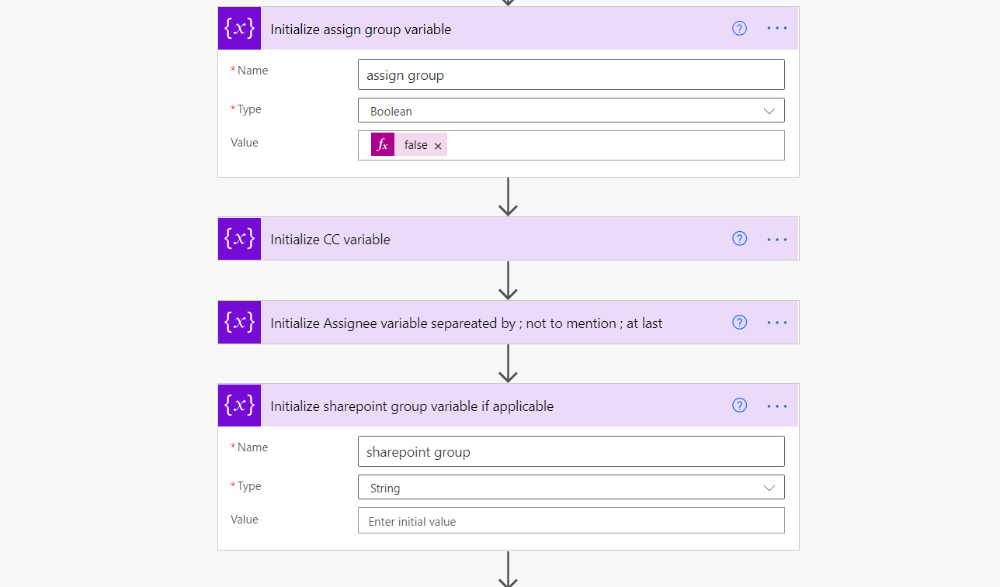 {x} Initialize assign group variable ? ...
* Name assign group
* Type Boolean
Value fx false ×
{x} Initialize CC variable ? ...
{x} Initialize Assignee variable separeated by ; not to mention ; at last ? ...
{x} Initialize sharepoint group variable if applicable ? ...
* Name sharepoint group
* Type String
Value Enter initial value